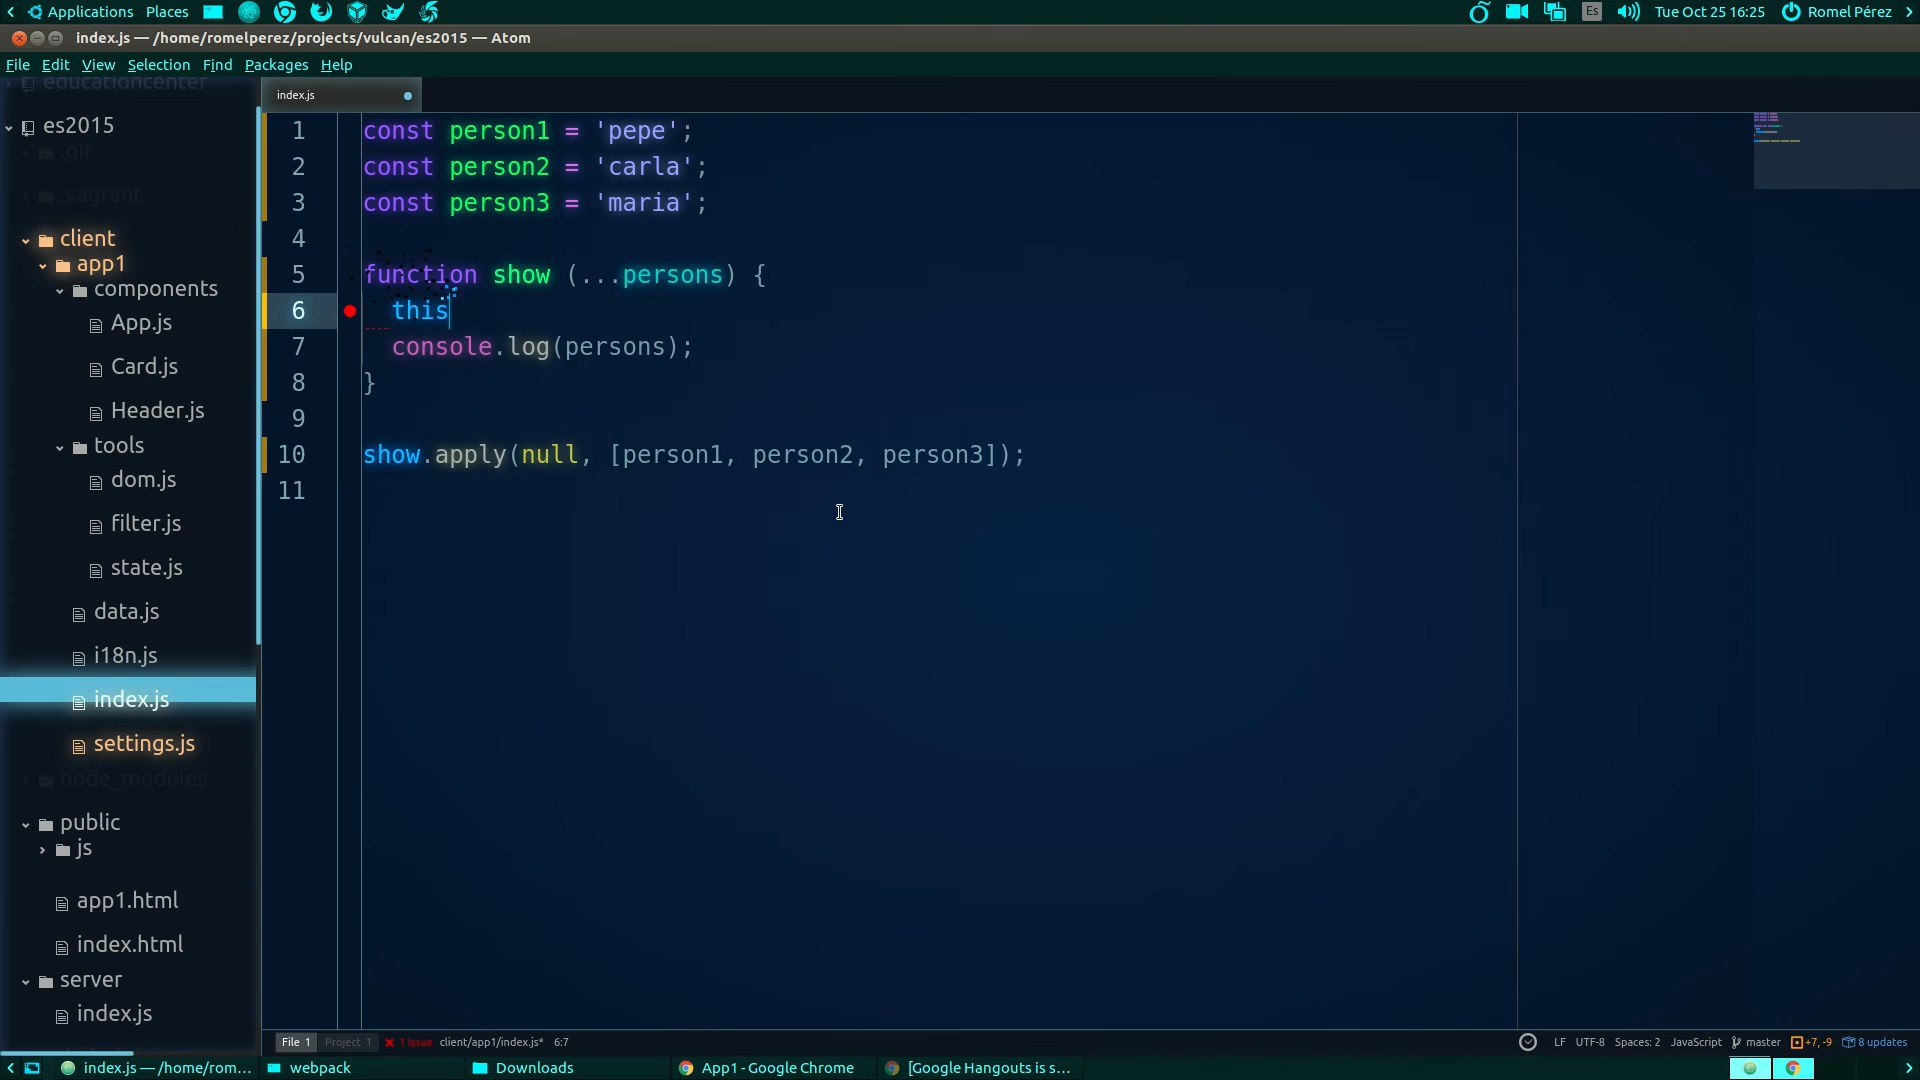 Applications Places Es Tue Oct 25 16:25 Romel Pérez
index.js — /home/romelperez/projects/vulcan/es2015 — Atom
File Edit View Selection Find Packages Help
educationcenter
es2015
.git
.vagrant
client
app1
components
App.js
Card.js
Header.js
tools
dom.js
filter.js
state.js
data.js
i18n.js
index.js
settings.js
node_modules
public
js
app1.html
index.html
server
index.js
index.js
1 const person1 = 'pepe';
2 const person2 = 'carla';
3 const person3 = 'maria';
4
5 function show (...persons) {
6 this
7 console.log(persons);
8 }
9
10 show.apply(null, [person1, person2, person3]);
11
File 1 Project 1 1 Issue client/app1/index.js* 6:7 LF UTF-8 Spaces: 2 JavaScript master +7, -9 8 updates
index.js — /home/rom... webpack Downloads App1 - Google Chrome [Google Hangouts is s...